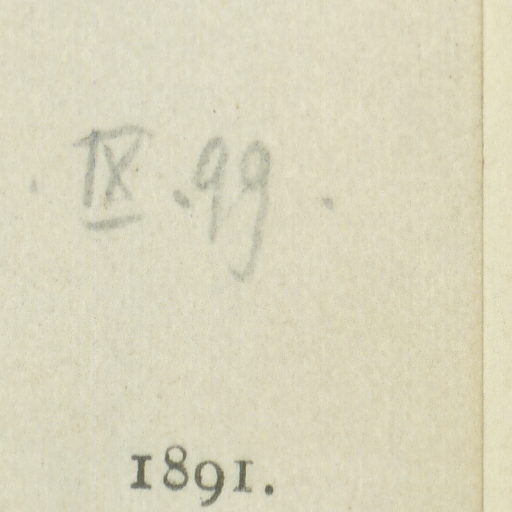 . IX . 99 .
1891.